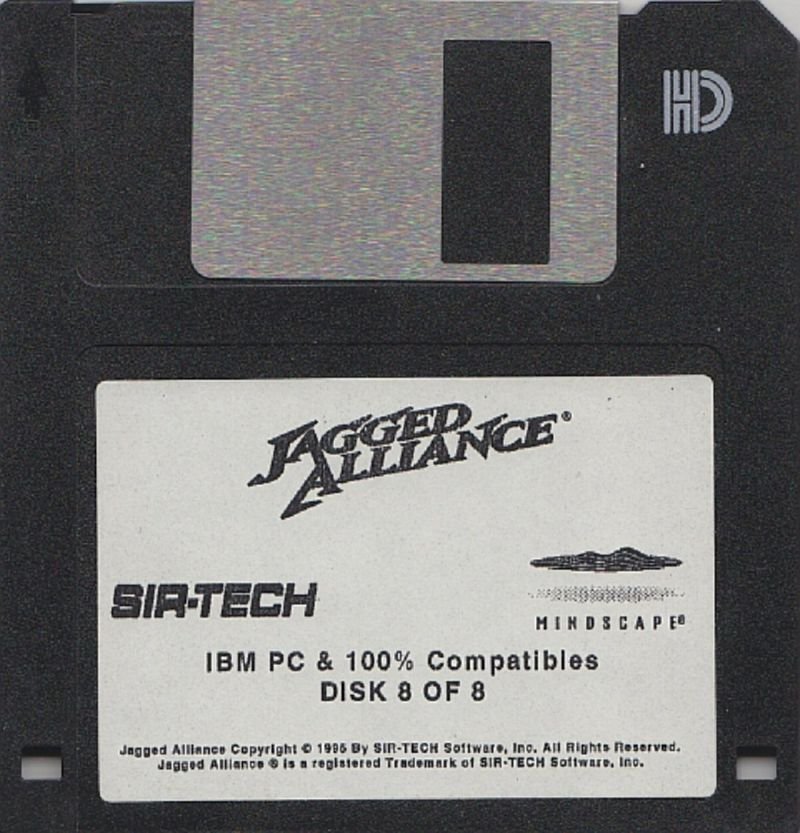 HD
JAGGED
ALLIANCE®
SIR-TECH
MINDSCAPE®
IBM PC & 100% Compatibles
DISK 8 OF 8
Jagged Alliance Copyright © 1995 By SIR-TECH Software, Inc. All Rights Reserved.
Jagged Alliance ® is a registered Trademark of SIR-TECH Software, Inc.